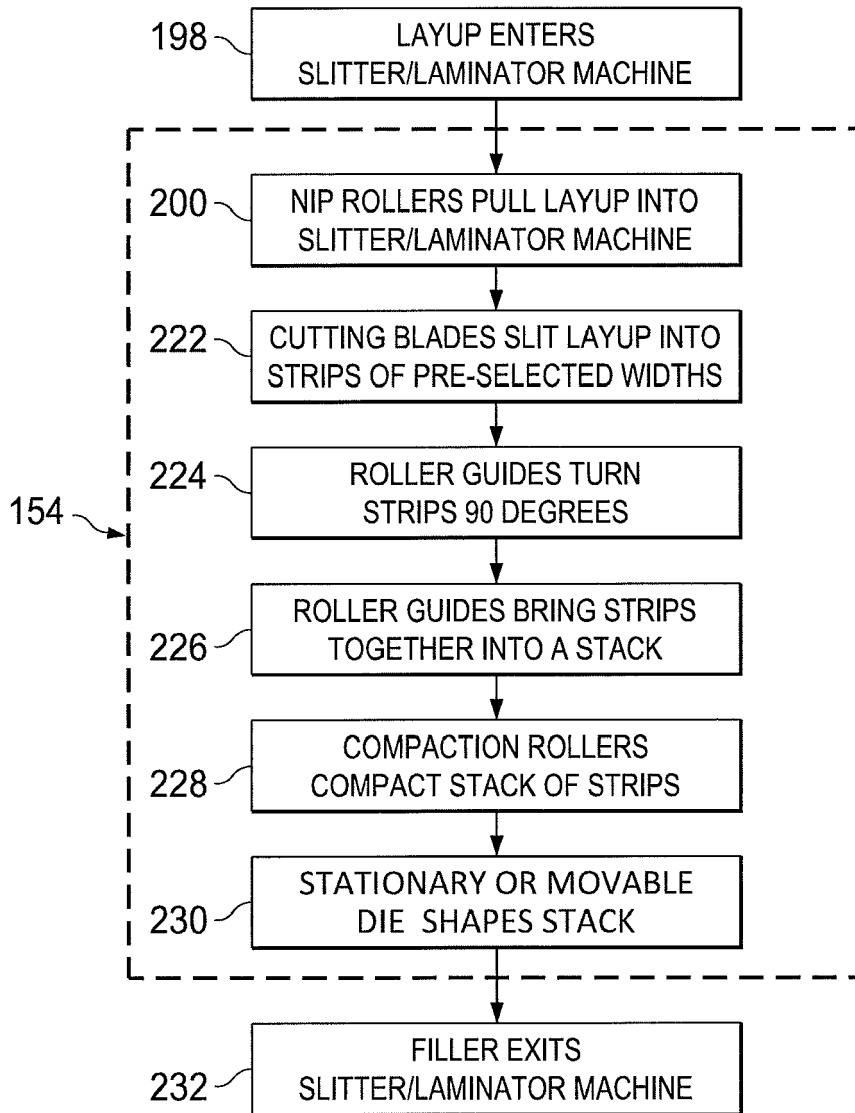 198
LAYUP ENTERS
SLITTER/LAMINATOR MACHINE
200
NIP ROLLERS PULL LAYUP INTO
SLITTER/LAMINATOR MACHINE
222
CUTTING BLADES SLIT LAYUP INTO
STRIPS OF PRE-SELECTED WIDTHS
224
ROLLER GUIDES TURN
STRIPS 90 DEGREES
154
226
ROLLER GUIDES BRING STRIPS
TOGETHER INTO A STACK
228
COMPACTION ROLLERS
COMPACT STACK OF STRIPS
230
STATIONARY OR MOVABLE
DIE SHAPES STACK
232
FILLER EXITS
SLITTER/LAMINATOR MACHINE